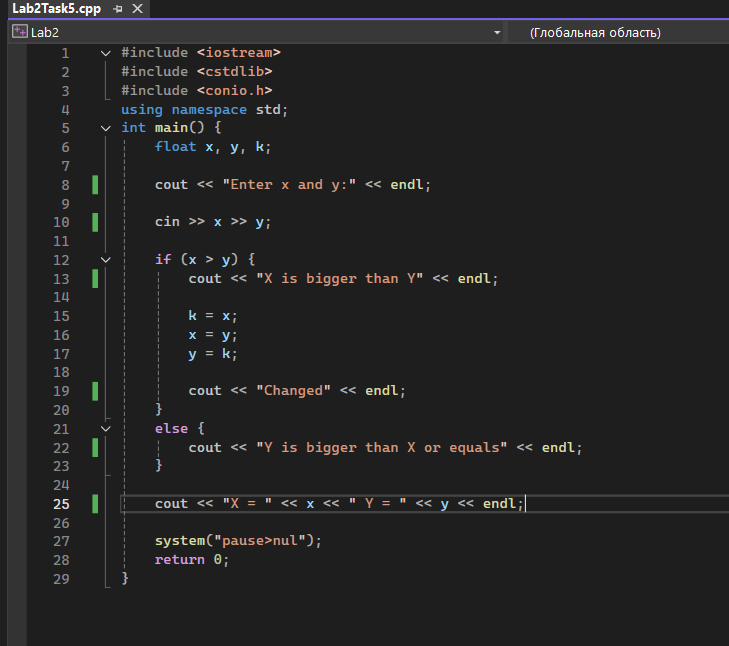 Lab2Task5.cpp
Lab2 (Глобальная область)
1 #include <iostream>
2 #include <cstdlib>
3 #include <conio.h>
4 using namespace std;
5 int main() {
6 float x, y, k;
7
8 cout << "Enter x and y:" << endl;
9
10 cin >> x >> y;
11
12 if (x > y) {
13 cout << "X is bigger than Y" << endl;
14
15 k = x;
16 x = y;
17 y = k;
18
19 cout << "Changed" << endl;
20 }
21 else {
22 cout << "Y is bigger than X or equals" << endl;
23 }
24
25 cout << "X = " << x << " Y = " << y << endl;
26
27 system("pause>nul");
28 return 0;
29 }